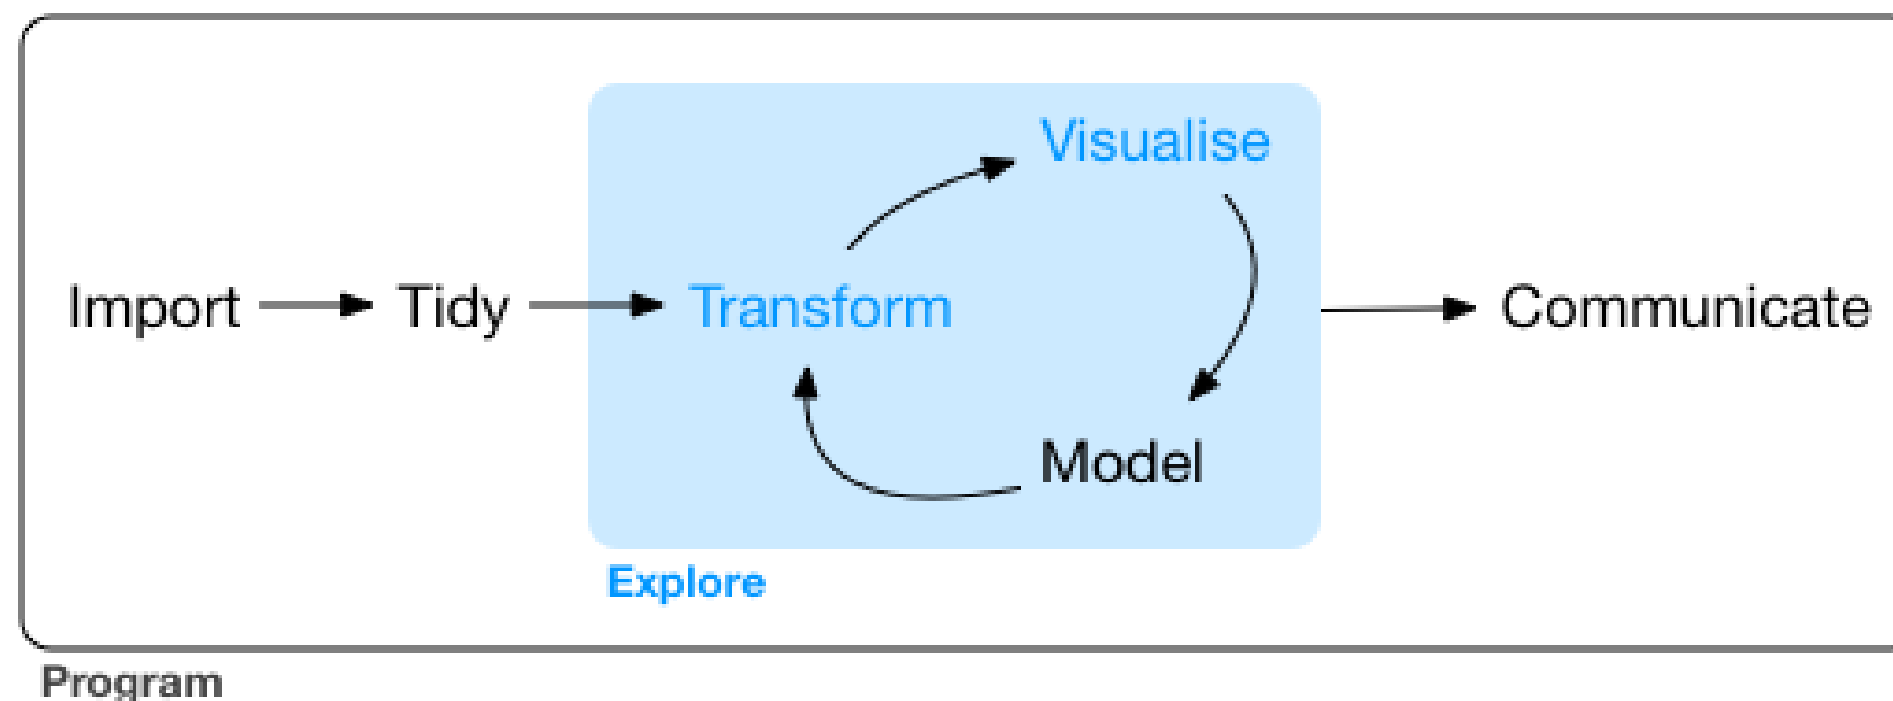 Visualise
Import Tidy Transform Communicate
Model
Explore
Program